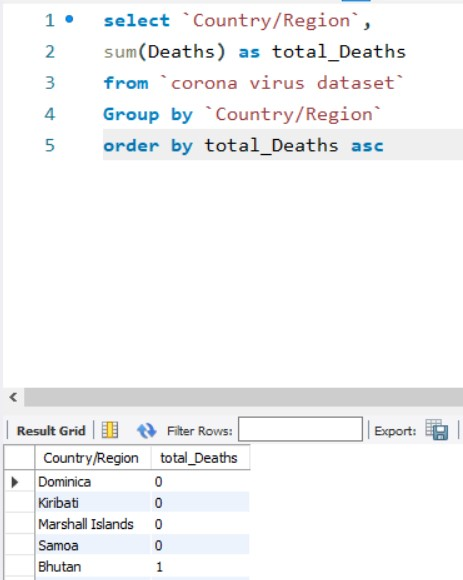 1 select `Country/Region`,
2 sum(Deaths) as total_Deaths
3 from `corona virus dataset`
4 Group by `Country/Region`
5 order by total_Deaths asc
Result Grid Filter Rows: Export:
Country/Region total_Deaths
Dominica 0
Kiribati 0
Marshall Islands 0
Samoa 0
Bhutan 1